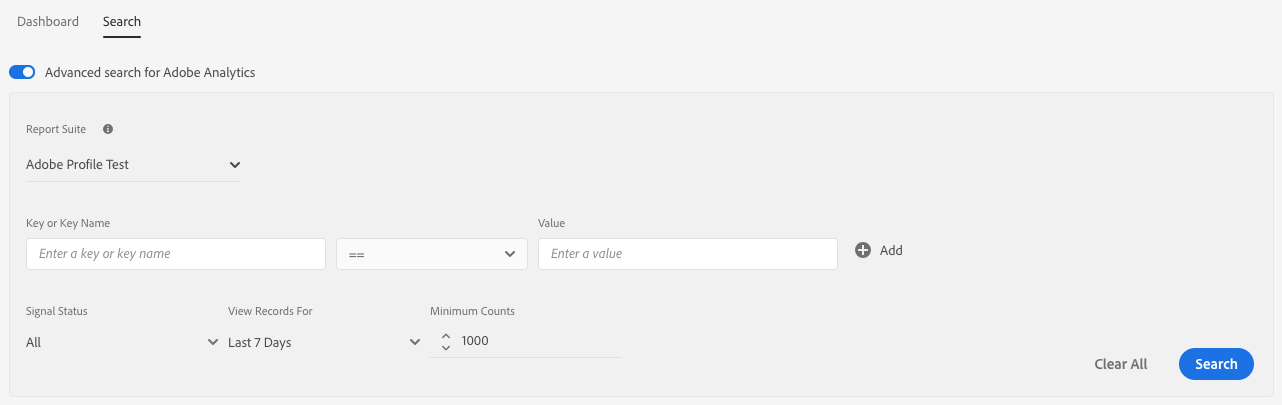 Dashboard Search
Advanced search for Adobe Analytics
Report Suite
Adobe Profile Test
Key or Key Name Value
Enter a key or key name == Enter a value Add
Signal Status View Records For Minimum Counts
All Last 7 Days 1000
Clear All Search